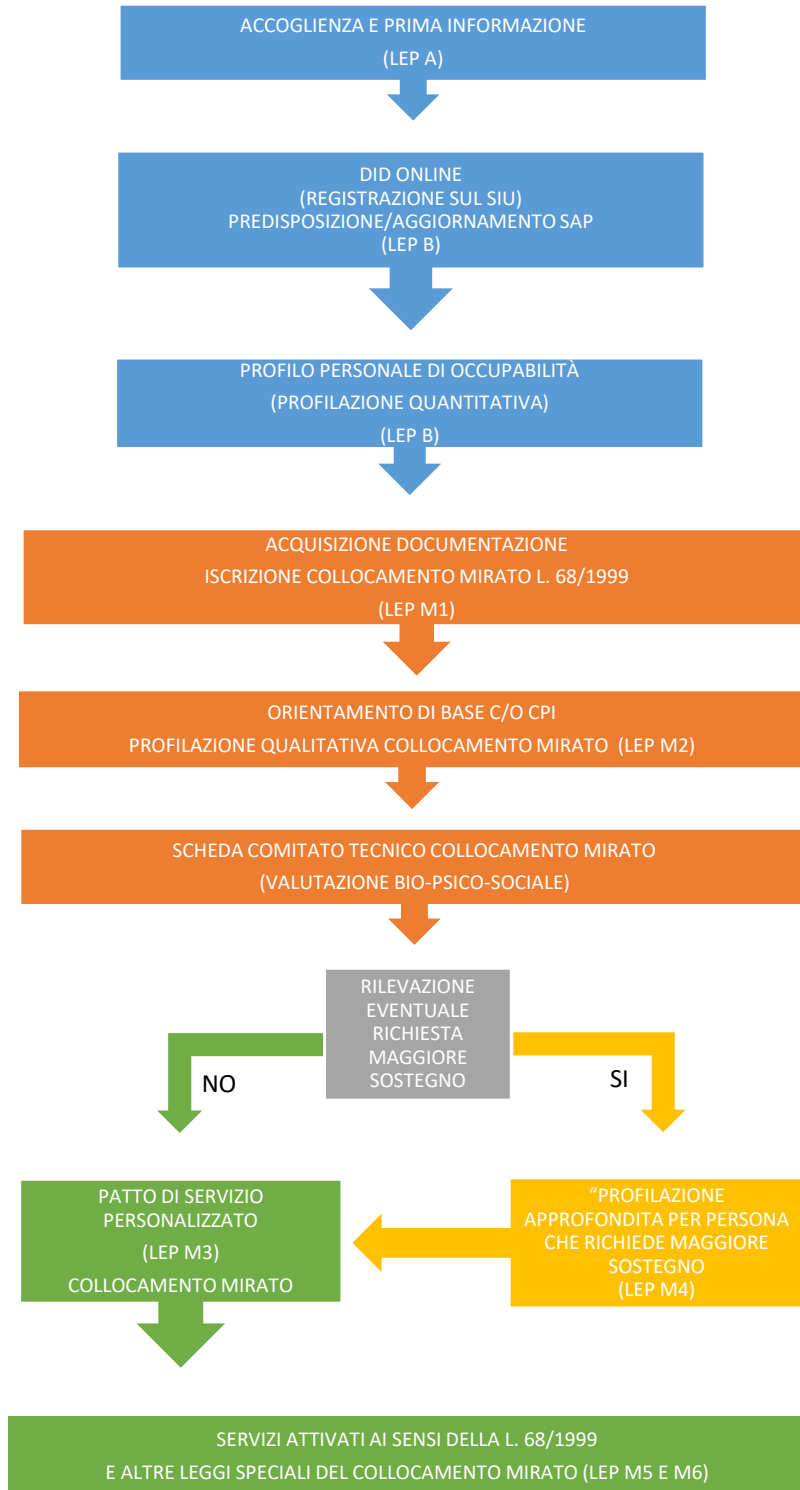 ACCOGLIENZA E PRIMA INFORMAZIONE
(LEP A)
DID ONLINE
(REGISTRAZIONE SUL SIU)
PREDISPOSIZIONE/AGGIORNAMENTO SAP
(LEP B)
PROFILO PERSONALE DI OCCUPABILITÀ
(PROFILAZIONE QUANTITATIVA)
(LEP B)
ACQUISIZIONE DOCUMENTAZIONE
ISCRIZIONE COLLOCAMENTO MIRATO L. 68/1999
(LEP M1)
ORIENTAMENTO DI BASE C/O CPI
PROFILAZIONE QUALITATIVA COLLOCAMENTO MIRATO (LEP M2)
SCHEDA COMITATO TECNICO COLLOCAMENTO MIRATO
(VALUTAZIONE BIO-PSICO-SOCIALE)
RILEVAZIONE
EVENTUALE
RICHIESTA
MAGGIORE
SOSTEGNO
NO
SI
PATTO DI SERVIZIO
PERSONALIZZATO
(LEP M3)
COLLOCAMENTO MIRATO
“PROFILAZIONE
APPROFONDITA PER PERSONA
CHE RICHIEDE MAGGIORE
SOSTEGNO
(LEP M4)
SERVIZI ATTIVATI AI SENSI DELLA L. 68/1999
E ALTRE LEGGI SPECIALI DEL COLLOCAMENTO MIRATO (LEP M5 E M6)